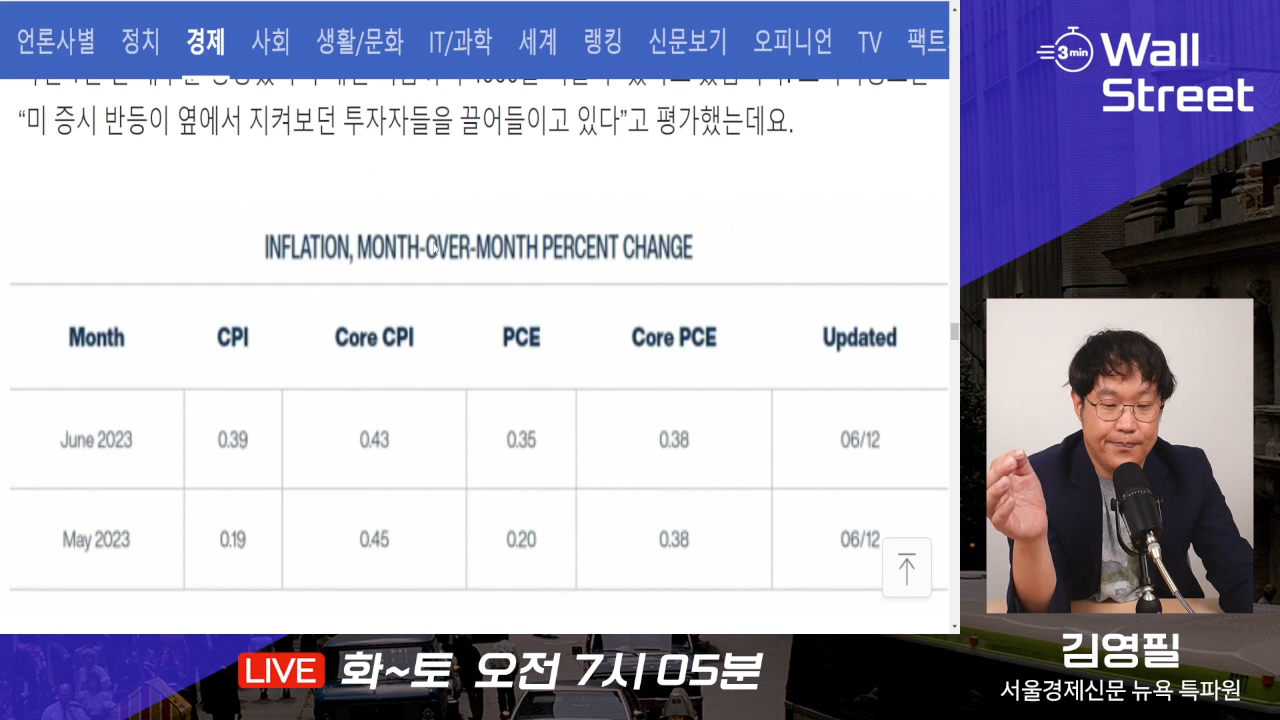 언론사별 정치 경제 사회 생활/문화 IT/과학 세계 랭킹 신문보기 오피니언 TV 팩트
“미 증시 반등이 옆에서 지켜보던 투자자들을 끌어들이고 있다”고 평가했는데요.
INFLATION, MONTH-OVER-MONTH PERCENT CHANGE
Month CPI Core CPI PCE Core PCE Updated
June 2023 0.39 0.43 0.35 0.38 06/12
May 2023 0.19 0.45 0.20 0.38 06/12
3min Wall
Street
김영필
서울경제신문 뉴욕 특파원
LIVE 화~토 오전 7시 05분